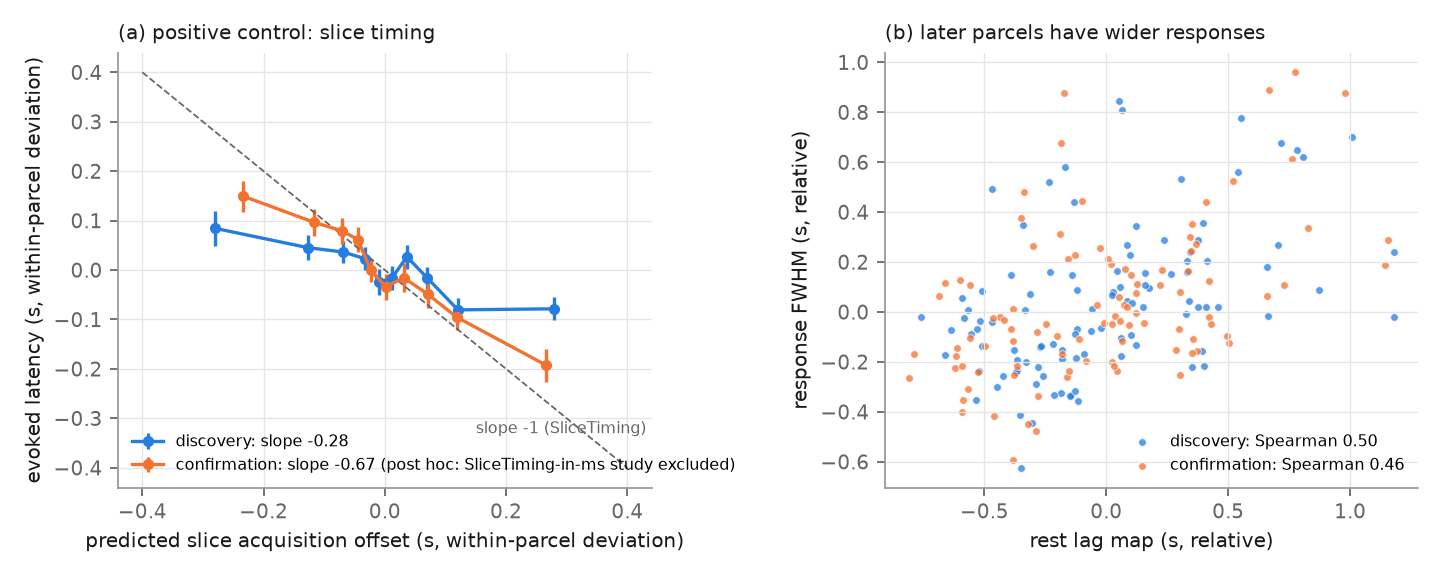 (a) positive control: slice timing
evoked latency (s, within-parcel deviation)
0.4
0.3
0.2
0.1
0.0
−0.1
−0.2
−0.3
−0.4
slope -1 (SliceTiming)
discovery: slope -0.28
confirmation: slope -0.67 (post hoc: SliceTiming-in-ms study excluded)
−0.4 −0.2 0.0 0.2 0.4
predicted slice acquisition offset (s, within-parcel deviation)
(b) later parcels have wider responses
response FWHM (s, relative)
1.0
0.8
0.6
0.4
0.2
0.0
−0.2
−0.4
−0.6
discovery: Spearman 0.50
confirmation: Spearman 0.46
−0.5 0.0 0.5 1.0
rest lag map (s, relative)